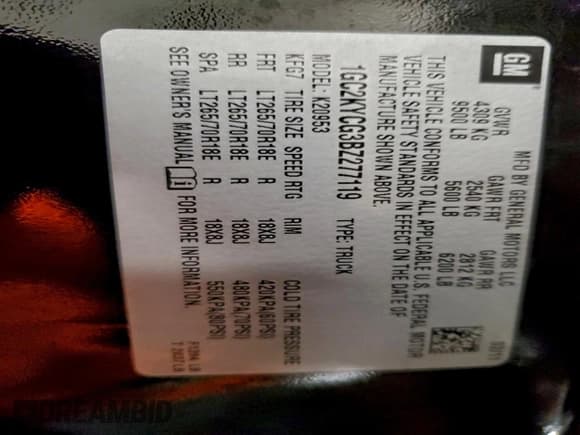 GM
MFD BY GENERAL MOTORS LLC 02/11
GVWR GAWR FRT GAWR RR
4309 KG 2540 KG 2812 KG
9500 LB 5600 LB 6200 LB
THIS VEHICLE CONFORMS TO ALL APPLICABLE U.S. FEDERAL MOTOR
VEHICLE SAFETY STANDARDS IN EFFECT ON THE DATE OF
MANUFACTURE SHOWN ABOVE.
1GC2KYCG3BZ277119 TYPE: TRUCK
MODEL: K20953
KFG7 TIRE SIZE SPEED RTG RIM COLD TIRE PRESSURE
FRT LT265/70R18E R 18X8J 420KPA(60PSI)
RR LT265/70R18E R 18X8J 480KPA(70PSI)
SPA LT265/70R18E R 18X8J 550KPA(80PSI)
SEE OWNER'S MANUAL FOR MORE INFORMATION.
DREAMBID